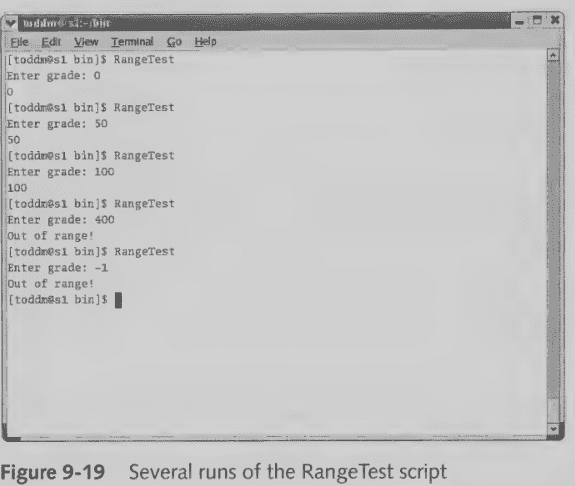 toddm@s1:~/bin
File Edit View Terminal Go Help
[toddm@s1 bin]$ RangeTest
Enter grade: 0
0
[toddm@s1 bin]$ RangeTest
Enter grade: 50
50
[toddm@s1 bin]$ RangeTest
Enter grade: 100
100
[toddm@s1 bin]$ RangeTest
Enter grade: 400
Out of range!
[toddm@s1 bin]$ RangeTest
Enter grade: -1
Out of range!
[toddm@s1 bin]$
Figure 9-19 Several runs of the RangeTest script